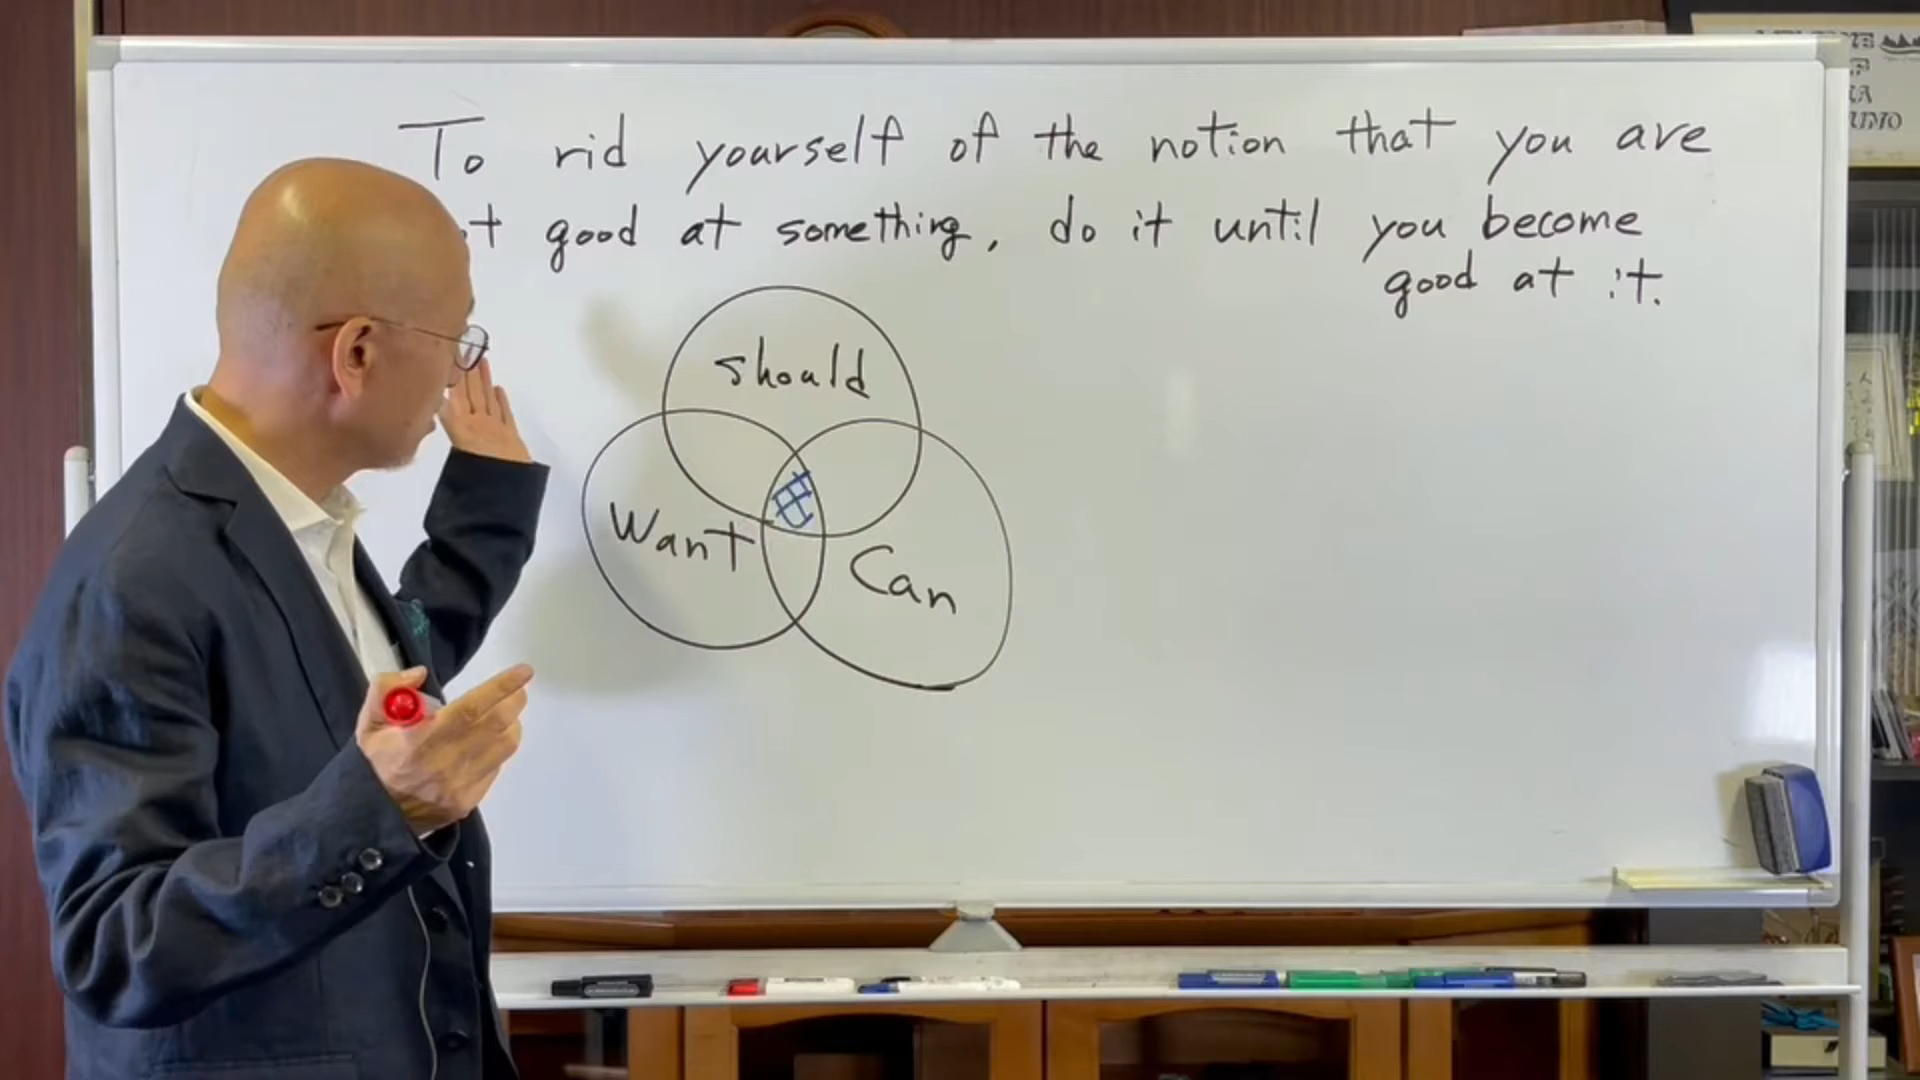 To rid yourself of the notion that you are
good at something, do it until you become
good at it.
should
Want
Can